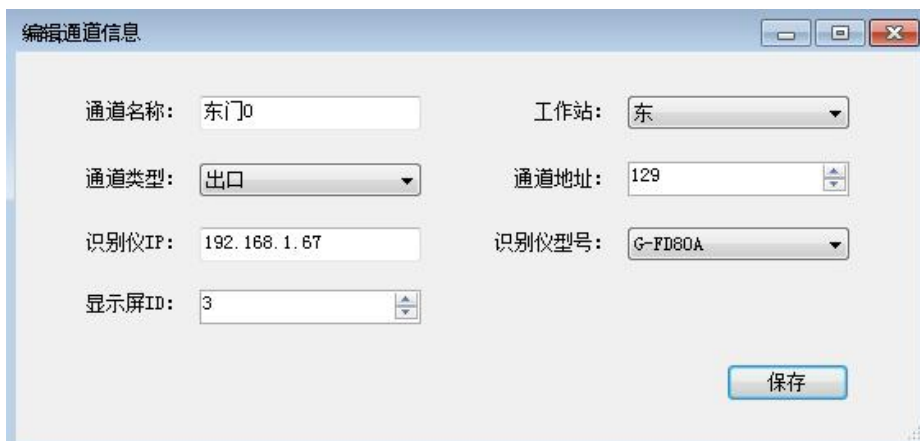 编辑通道信息
通道名称: 东门0 工作站: 东
通道类型: 出口 通道地址: 129
识别仪IP: 192.168.1.67 识别仪型号: G-FD80A
显示屏ID: 3
保存